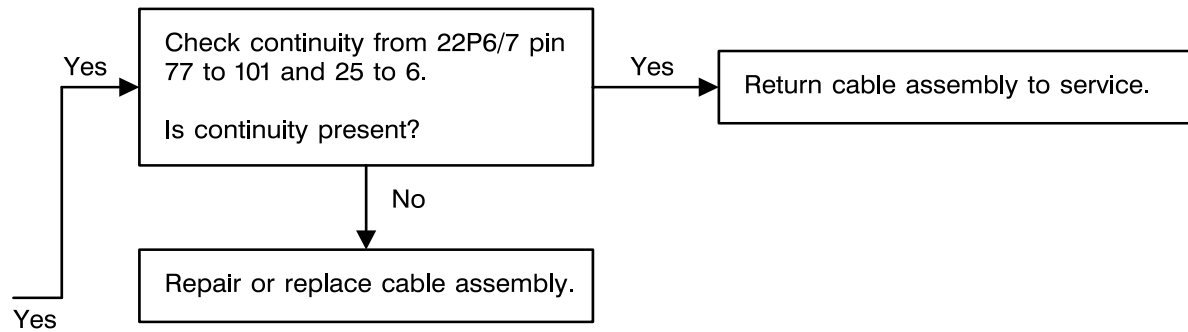 Yes
Check continuity from 22P6/7 pin
77 to 101 and 25 to 6.
Is continuity present?
Yes
Return cable assembly to service.
No
Repair or replace cable assembly.
Yes